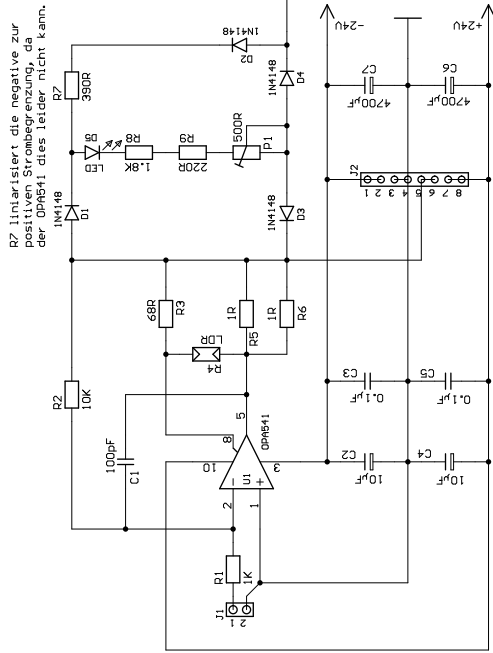 R7 liniarisiert die negative zur
positiven Strombegrenzung, da
der OPA541 dies leider nicht kann.
R7
390R
D5
LED
R8
1.8K
R9
220R
500R
P1
D2
1N4148
1N4148
D4
D1
1N4148
1N4148
D3
-24V
+24V
C7
4700µF
C6
4700µF
J2
1
2
3
4
5
6
7
8
R2
10K
68R
R3
R4
LDR
1R
R5
1R
R6
100pF
C1
C3
0.1µF
C5
0.1µF
C2
10µF
C4
10µF
OPA541
U1
10
8
5
3
2
1
-
+
R1
1K
J1
2
1